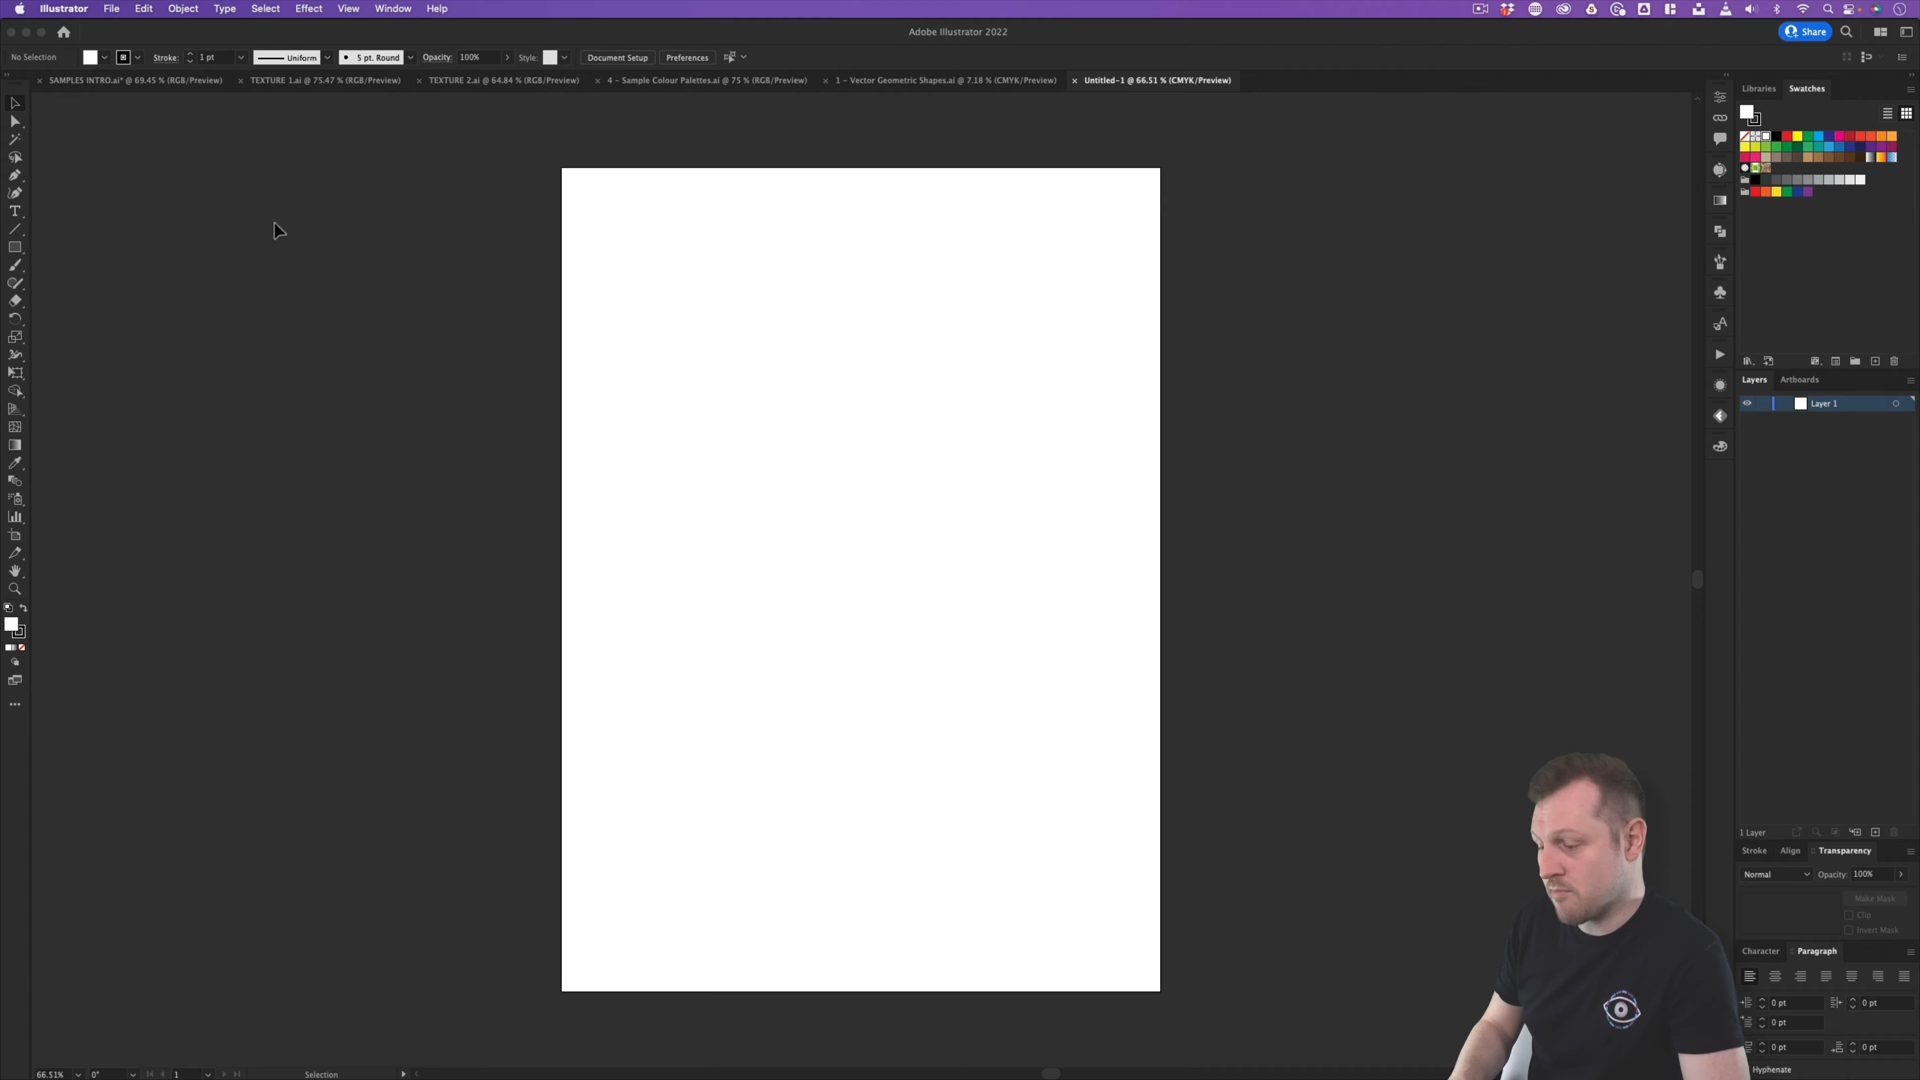 Illustrator File Edit Object Type Select Effect View Window Help
Adobe Illustrator 2022
Share
No Selection
Stroke:
1 pt
Uniform
5 pt. Round
Opacity:
100%
Style:
Document Setup
Preferences
SAMPLES INTRO.ai* @ 69.45 % (RGB/Preview)
TEXTURE 1.ai @ 75.47 % (RGB/Preview)
TEXTURE 2.ai @ 64.84 % (RGB/Preview)
4 - Sample Colour Palettes.ai @ 75 % (RGB/Preview)
1 - Vector Geometric Shapes.ai @ 7.18 % (CMYK/Preview)
Untitled-1 @ 66.51 % (CMYK/Preview)
Libraries
Swatches
Layers
Artboards
Layer 1
1 Layer
Stroke
Align
Transparency
Normal
Opacity:
100%
Make Mask
Clip
Invert Mask
Character
Paragraph
0 pt
0 pt
0 pt
0 pt
0 pt
Hyphenate
66.51%
0°
1
Selection